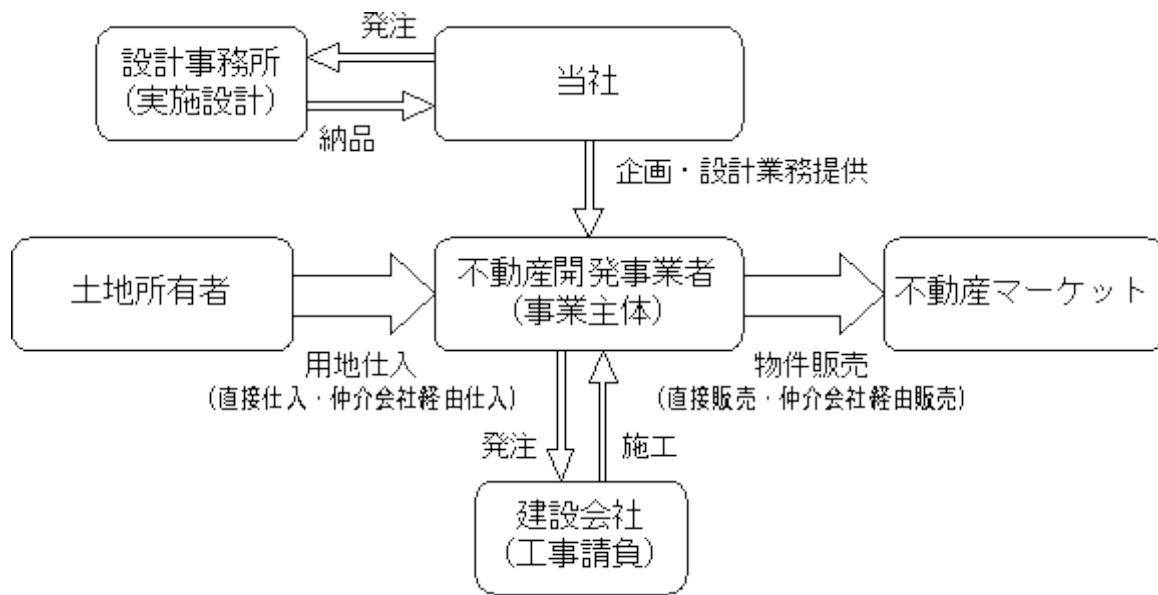 発注
設計事務所
(実施設計)
当社
納品
企画・設計業務提供
土地所有者
不動産開発事業者
(事業主体)
不動産マーケット
用地仕入
(直接仕入・仲介会社経由仕入)
物件販売
(直接販売・仲介会社経由販売)
発注
施工
建設会社
(工事請負)